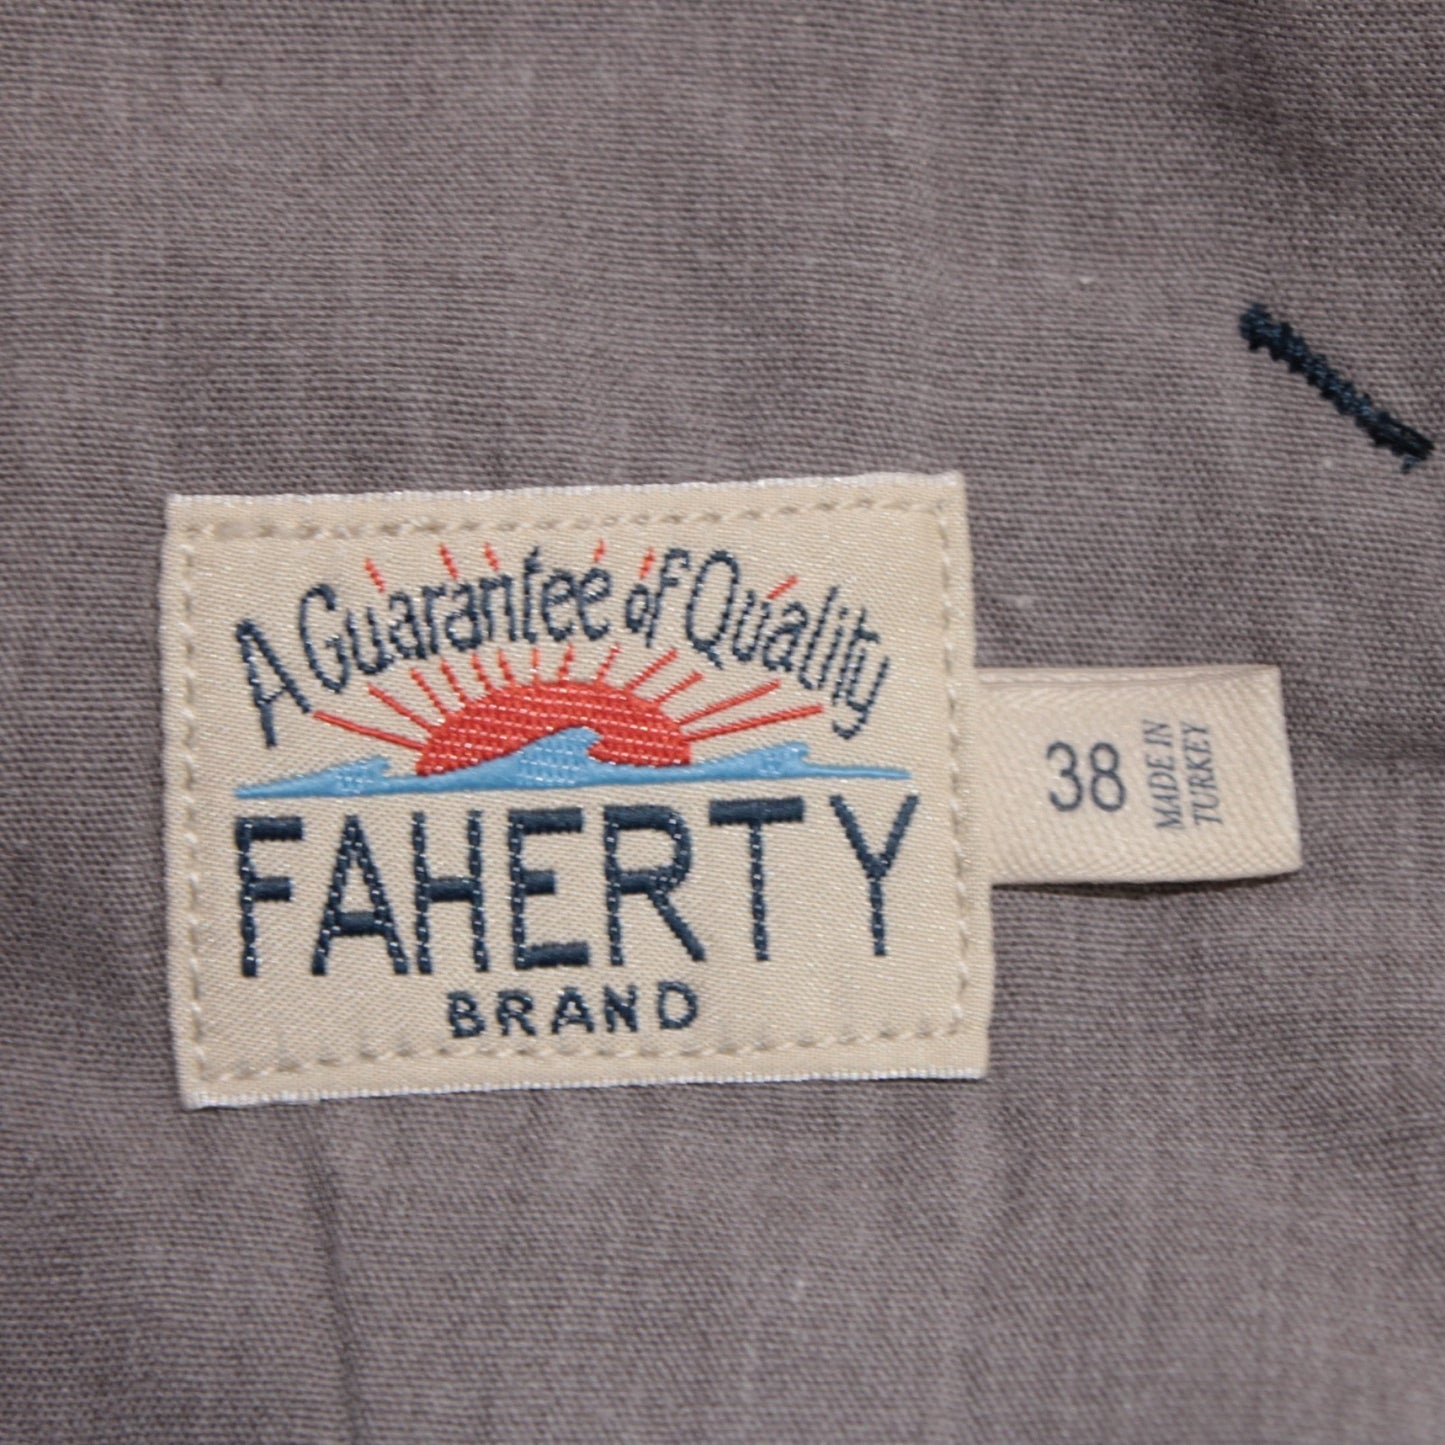 A Guarantee of Quality
FAHERTY
BRAND
38
MADE IN
TURKEY